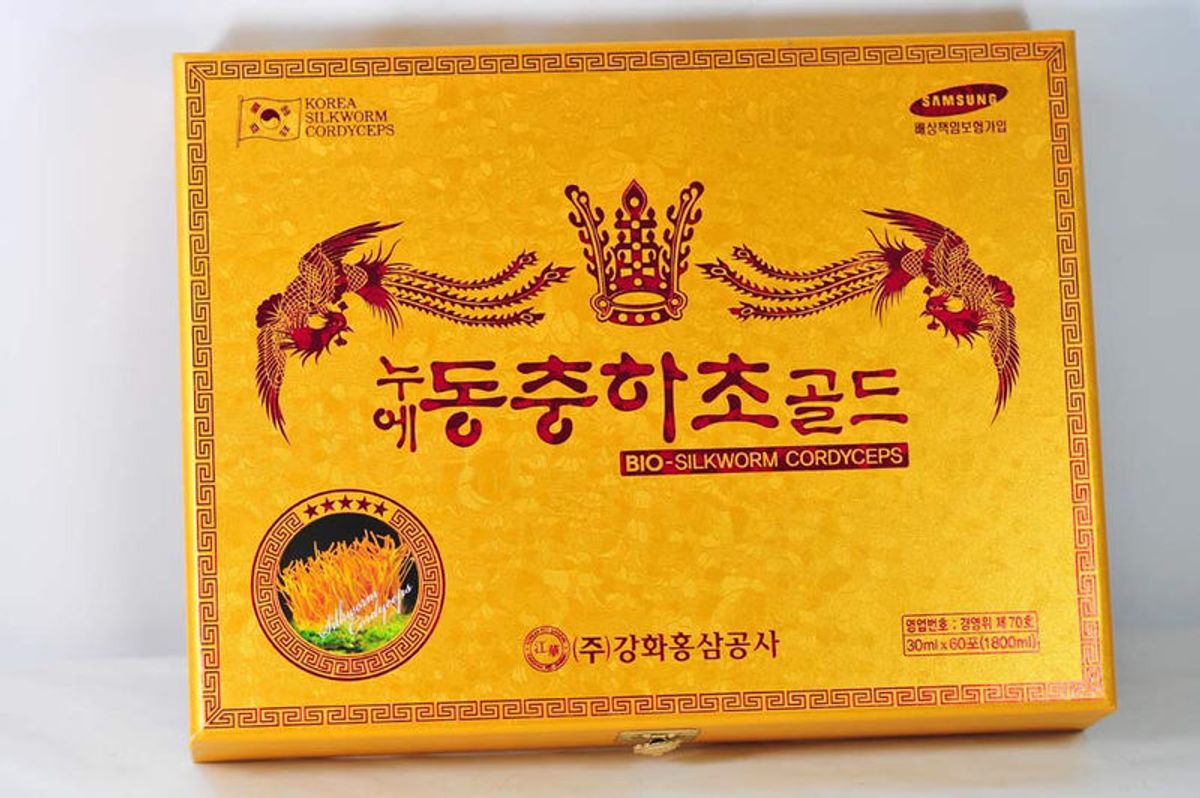 KOREA
SILKWORM
CORDYCEPS
SAMSUNG
배상책임보험가입
누에동충하초골드
BIO-SILKWORM CORDYCEPS
Silkworm
Cordyceps
江華
(주)강화홍삼공사
영업번호 : 경영위 제 70호
30ml x 60포(1800ml)